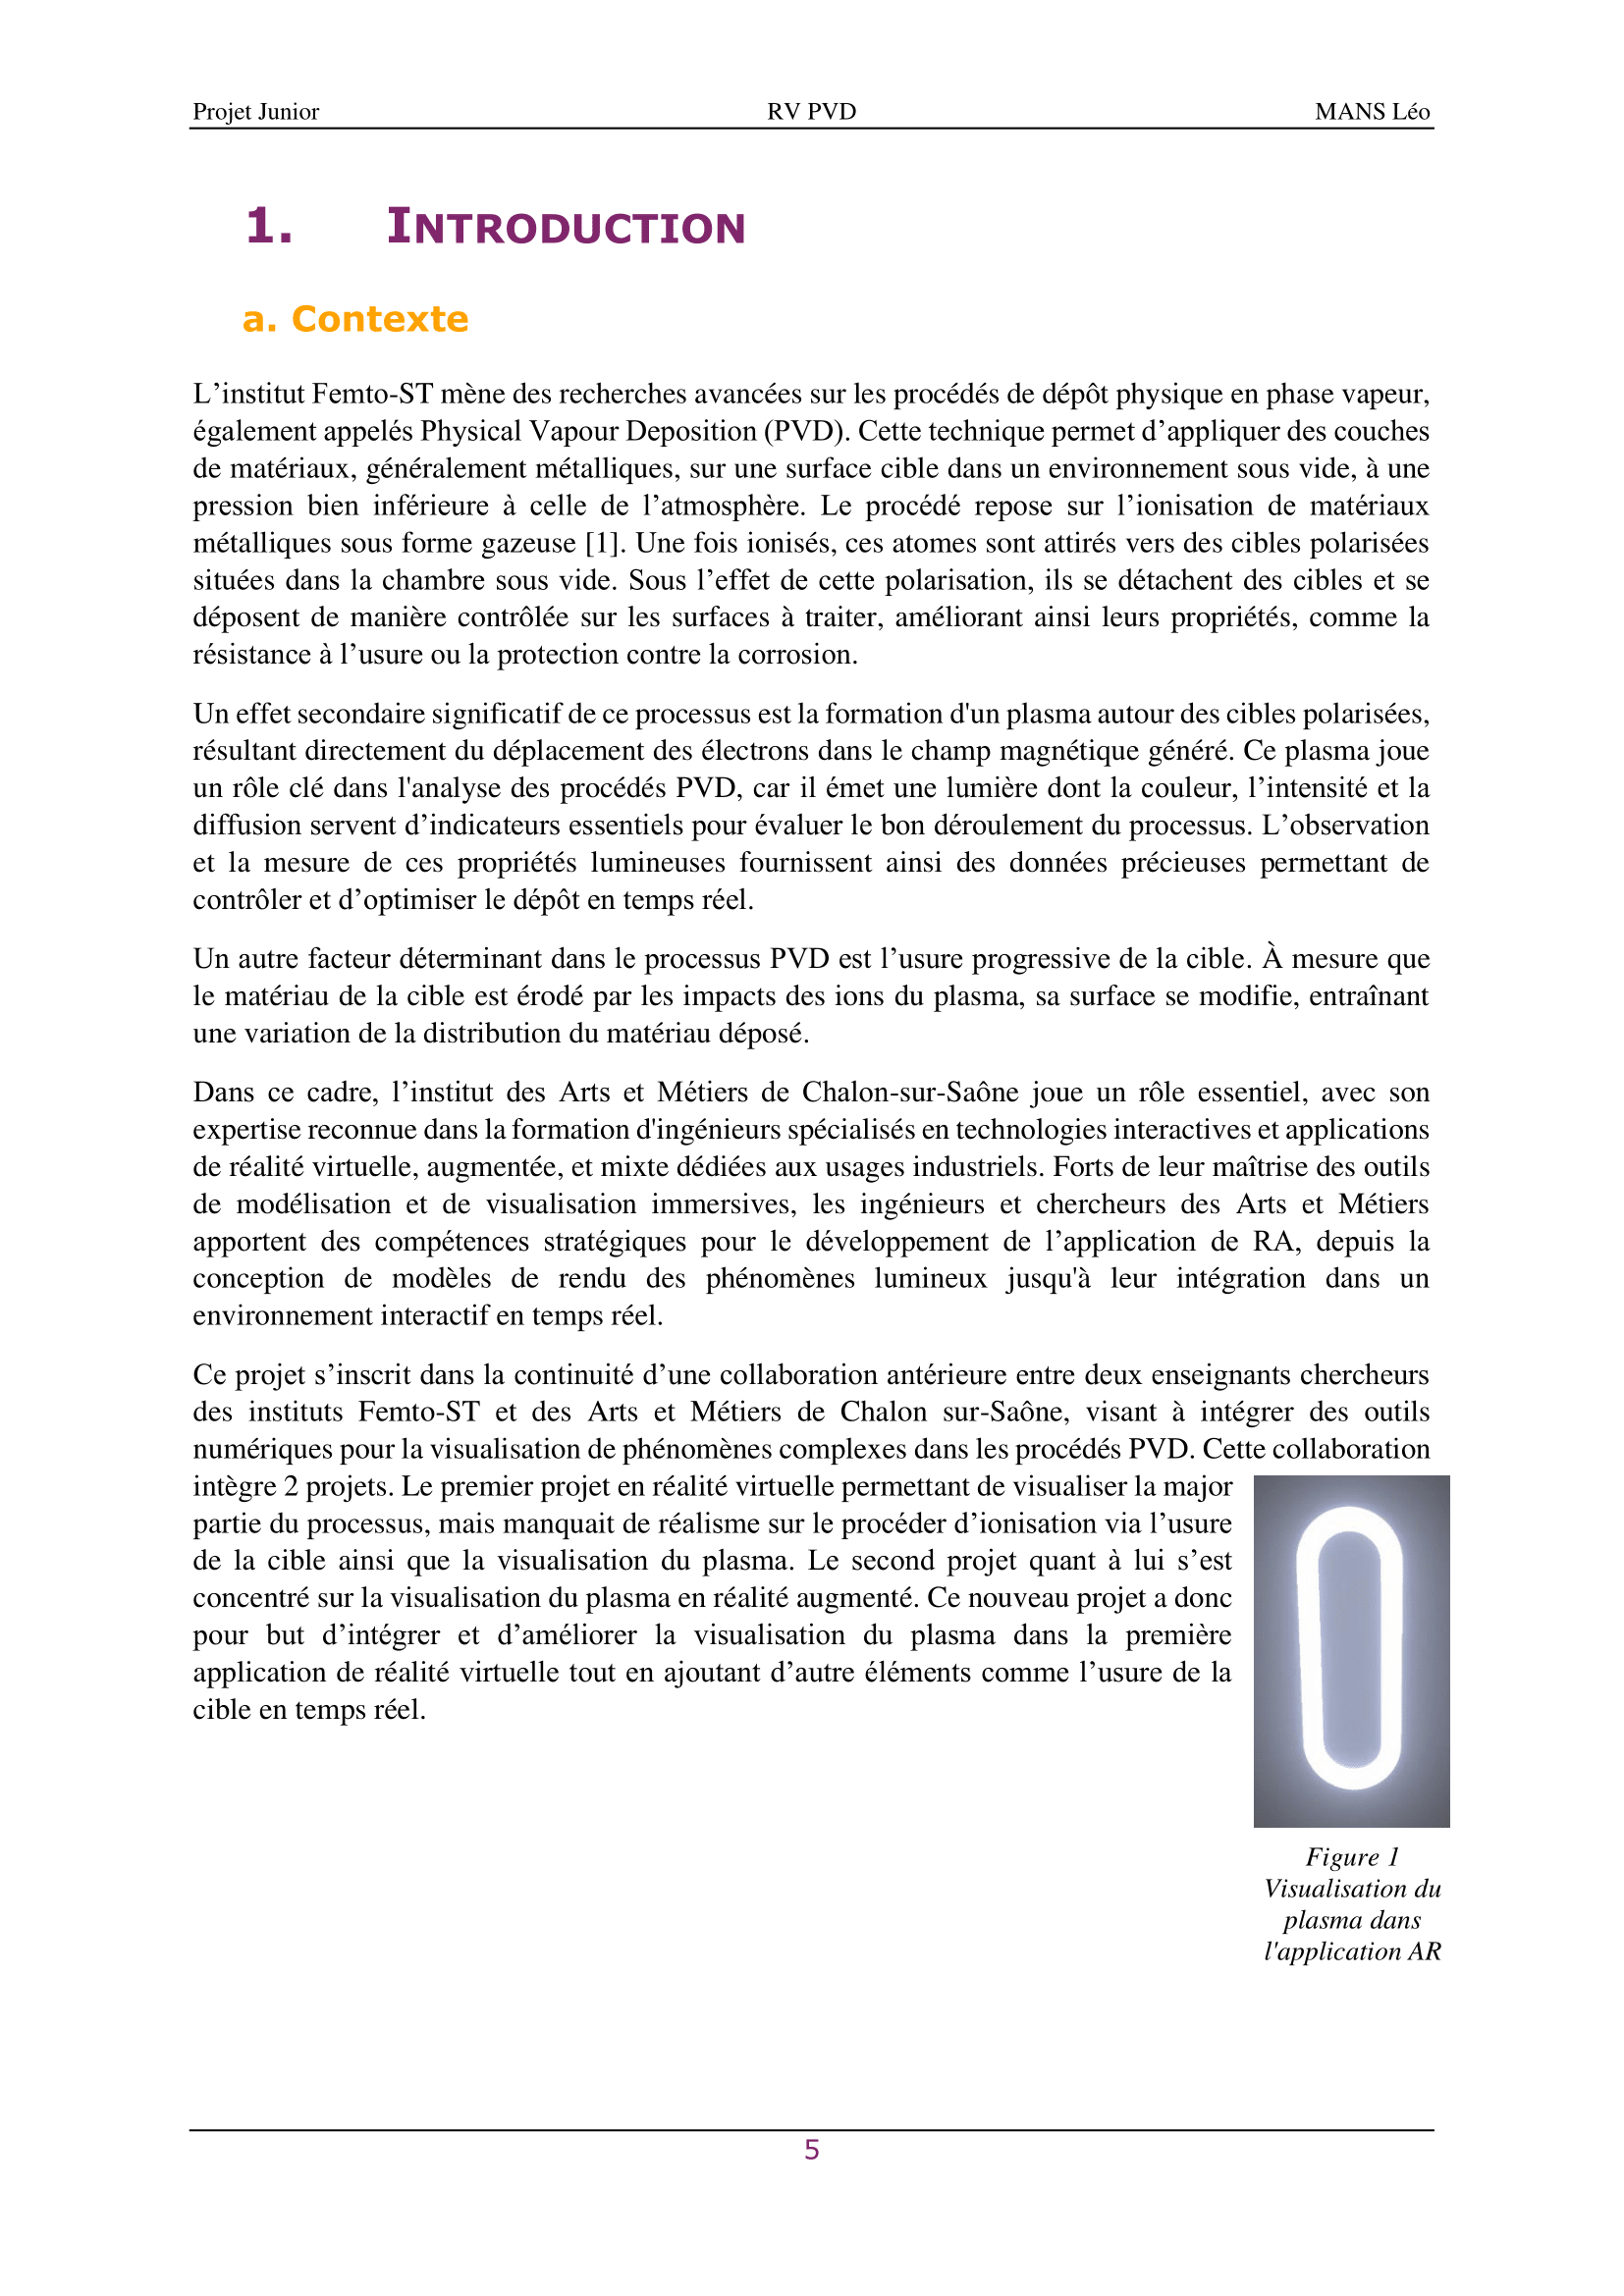 Projet Junior RV PVD MANS Léo
1. INTRODUCTION
a. Contexte
L’institut Femto-ST mène des recherches avancées sur les procédés de dépôt physique en phase vapeur,
également appelés Physical Vapour Deposition (PVD). Cette technique permet d’appliquer des couches
de matériaux, généralement métalliques, sur une surface cible dans un environnement sous vide, à une
pression bien inférieure à celle de l’atmosphère. Le procédé repose sur l’ionisation de matériaux
métalliques sous forme gazeuse [1]. Une fois ionisés, ces atomes sont attirés vers des cibles polarisées
situées dans la chambre sous vide. Sous l’effet de cette polarisation, ils se détachent des cibles et se
déposent de manière contrôlée sur les surfaces à traiter, améliorant ainsi leurs propriétés, comme la
résistance à l’usure ou la protection contre la corrosion.
Un effet secondaire significatif de ce processus est la formation d'un plasma autour des cibles polarisées,
résultant directement du déplacement des électrons dans le champ magnétique généré. Ce plasma joue
un rôle clé dans l'analyse des procédés PVD, car il émet une lumière dont la couleur, l’intensité et la
diffusion servent d’indicateurs essentiels pour évaluer le bon déroulement du processus. L’observation
et la mesure de ces propriétés lumineuses fournissent ainsi des données précieuses permettant de
contrôler et d’optimiser le dépôt en temps réel.
Un autre facteur déterminant dans le processus PVD est l’usure progressive de la cible. À mesure que
le matériau de la cible est érodé par les impacts des ions du plasma, sa surface se modifie, entraînant
une variation de la distribution du matériau déposé.
Dans ce cadre, l’institut des Arts et Métiers de Chalon-sur-Saône joue un rôle essentiel, avec son
expertise reconnue dans la formation d'ingénieurs spécialisés en technologies interactives et applications
de réalité virtuelle, augmentée, et mixte dédiées aux usages industriels. Forts de leur maîtrise des outils
de modélisation et de visualisation immersives, les ingénieurs et chercheurs des Arts et Métiers
apportent des compétences stratégiques pour le développement de l’application de RA, depuis la
conception de modèles de rendu des phénomènes lumineux jusqu'à leur intégration dans un
environnement interactif en temps réel.
Ce projet s’inscrit dans la continuité d’une collaboration antérieure entre deux enseignants chercheurs
des instituts Femto-ST et des Arts et Métiers de Chalon sur-Saône, visant à intégrer des outils
numériques pour la visualisation de phénomènes complexes dans les procédés PVD. Cette collaboration
intègre 2 projets. Le premier projet en réalité virtuelle permettant de visualiser la major
partie du processus, mais manquait de réalisme sur le procéder d’ionisation via l’usure
de la cible ainsi que la visualisation du plasma. Le second projet quant à lui s’est
concentré sur la visualisation du plasma en réalité augmenté. Ce nouveau projet a donc
pour but d’intégrer et d’améliorer la visualisation du plasma dans la première
application de réalité virtuelle tout en ajoutant d’autre éléments comme l’usure de la
cible en temps réel.
Figure 1
Visualisation du
plasma dans
l'application AR
5